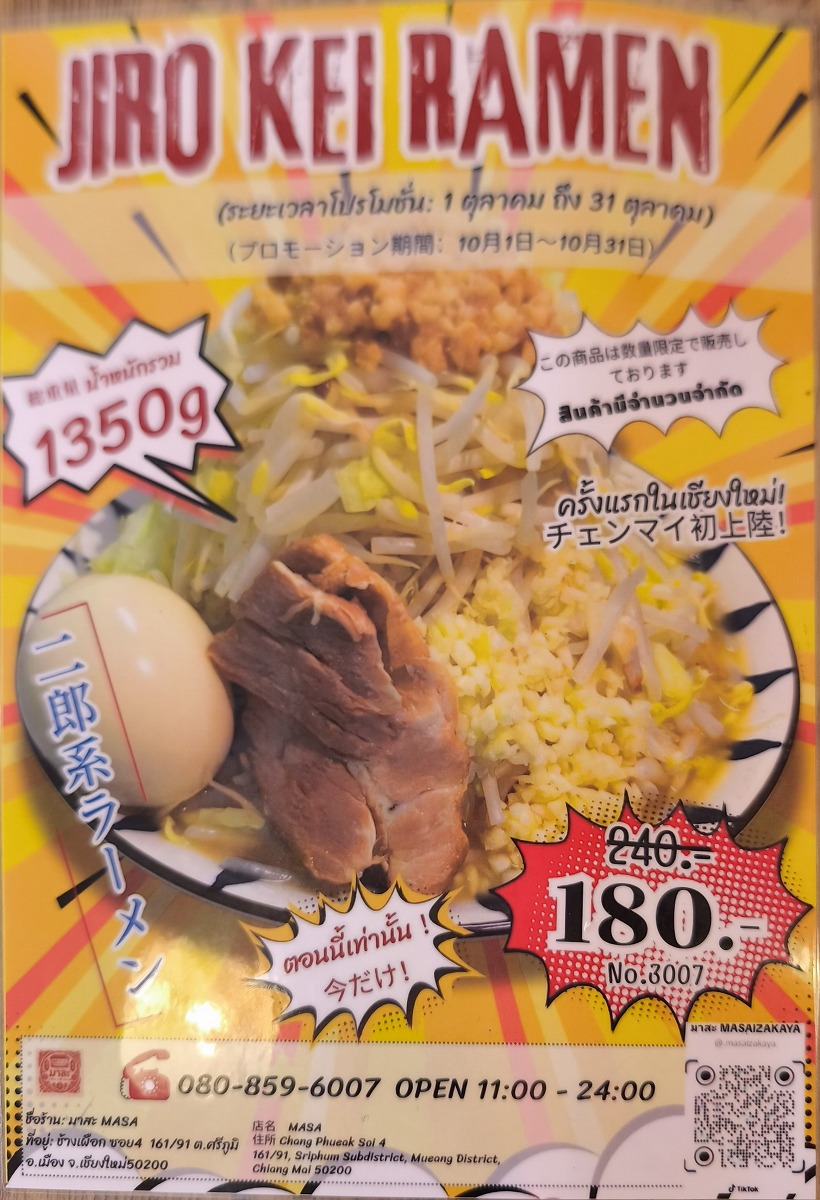 JIRO KEI RAMEN
(ระยะเวลาโปรโมชั่น: 1 ตุลาคม ถึง 31 ตุลาคม)
(プロモーション期間: 10月1日～10月31日)
総重量 น้ำหนักรวม
1350g
この商品は数量限定で販売し
ております
สินค้ามีจำนวนจำกัด
ครั้งแรกในเชียงใหม่!
チェンマイ初上陸!
二郎系ラーメン
240.-
180.-
No.3007
ตอนนี้เท่านั้น!
今だけ!
มาสะ MASAIZAKAYA
@.masaizakaya
มาสะ
080-859-6007 OPEN 11:00 - 24:00
ชื่อร้าน: มาสะ MASA
ที่อยู่: ช้างเผือก ซอย4 161/91 ต.ศรีภูมิ
อ.เมือง จ.เชียงใหม่50200
店名 MASA
住所 Chang Phueak Soi 4
161/91, Sriphum Subdistrict, Mueang District,
Chiang Mai 50200
TikTok